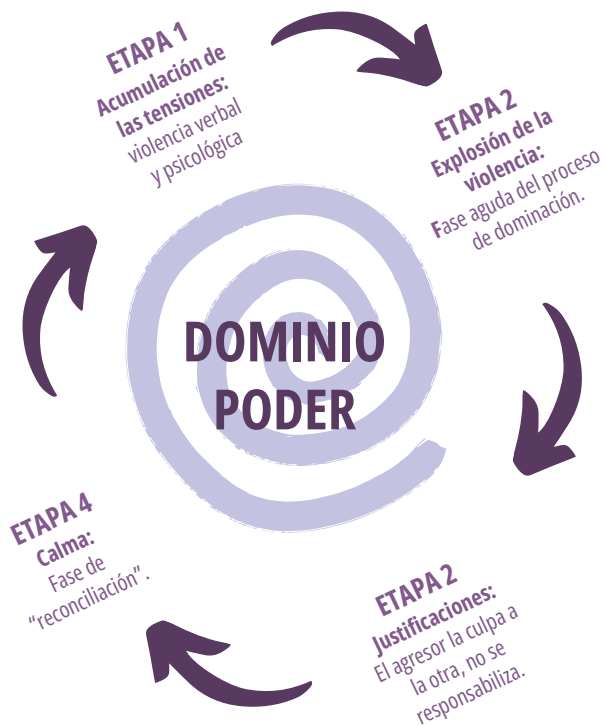 ETAPA 1
Acumulación de
las tensiones:
violencia verbal
y psicológica
ETAPA 2
Explosión de la
violencia:
Fase aguda del proceso
de dominación.
DOMINIO
PODER
ETAPA 2
Justificaciones:
El agresor la culpa a
la otra, no se
responsabiliza.
ETAPA 4
Calma:
Fase de
"reconciliación".